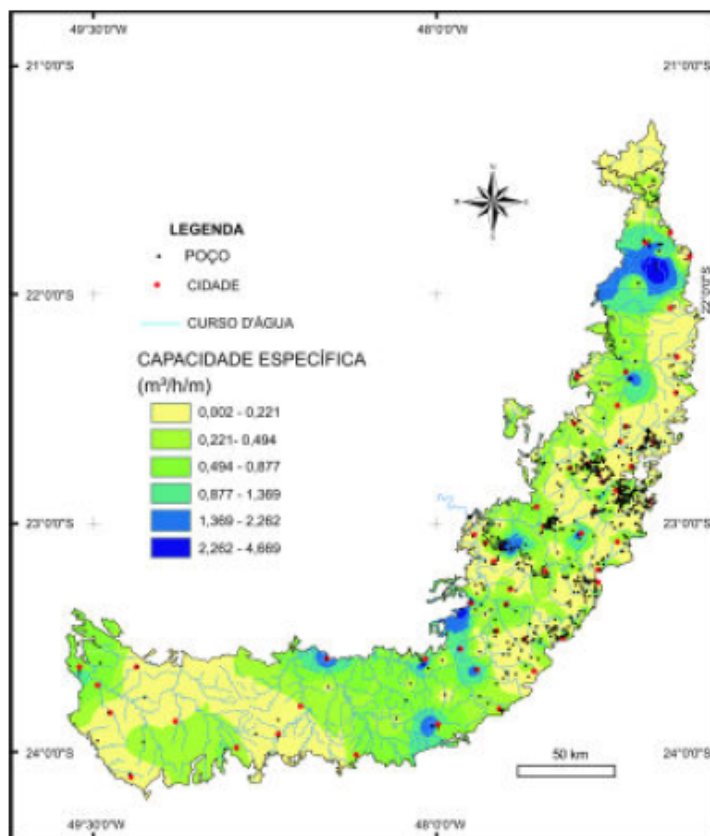 49°30'0"W 48°0'0"W
21°0'0"S 21°0'0"S
N
LEGENDA
POÇO
CIDADE
CURSO D'ÁGUA
22°0'0"S 22°0'0"S
CAPACIDADE ESPECÍFICA
(m³/h/m)
0,002 - 0,221
0,221- 0,494
0,494 - 0,877
0,877 - 1,369
1,369 - 2,262
2,262 - 4,669
23°0'0"S 23°0'0"S
24°0'0"S 24°0'0"S
50 km
49°30'0"W 48°0'0"W